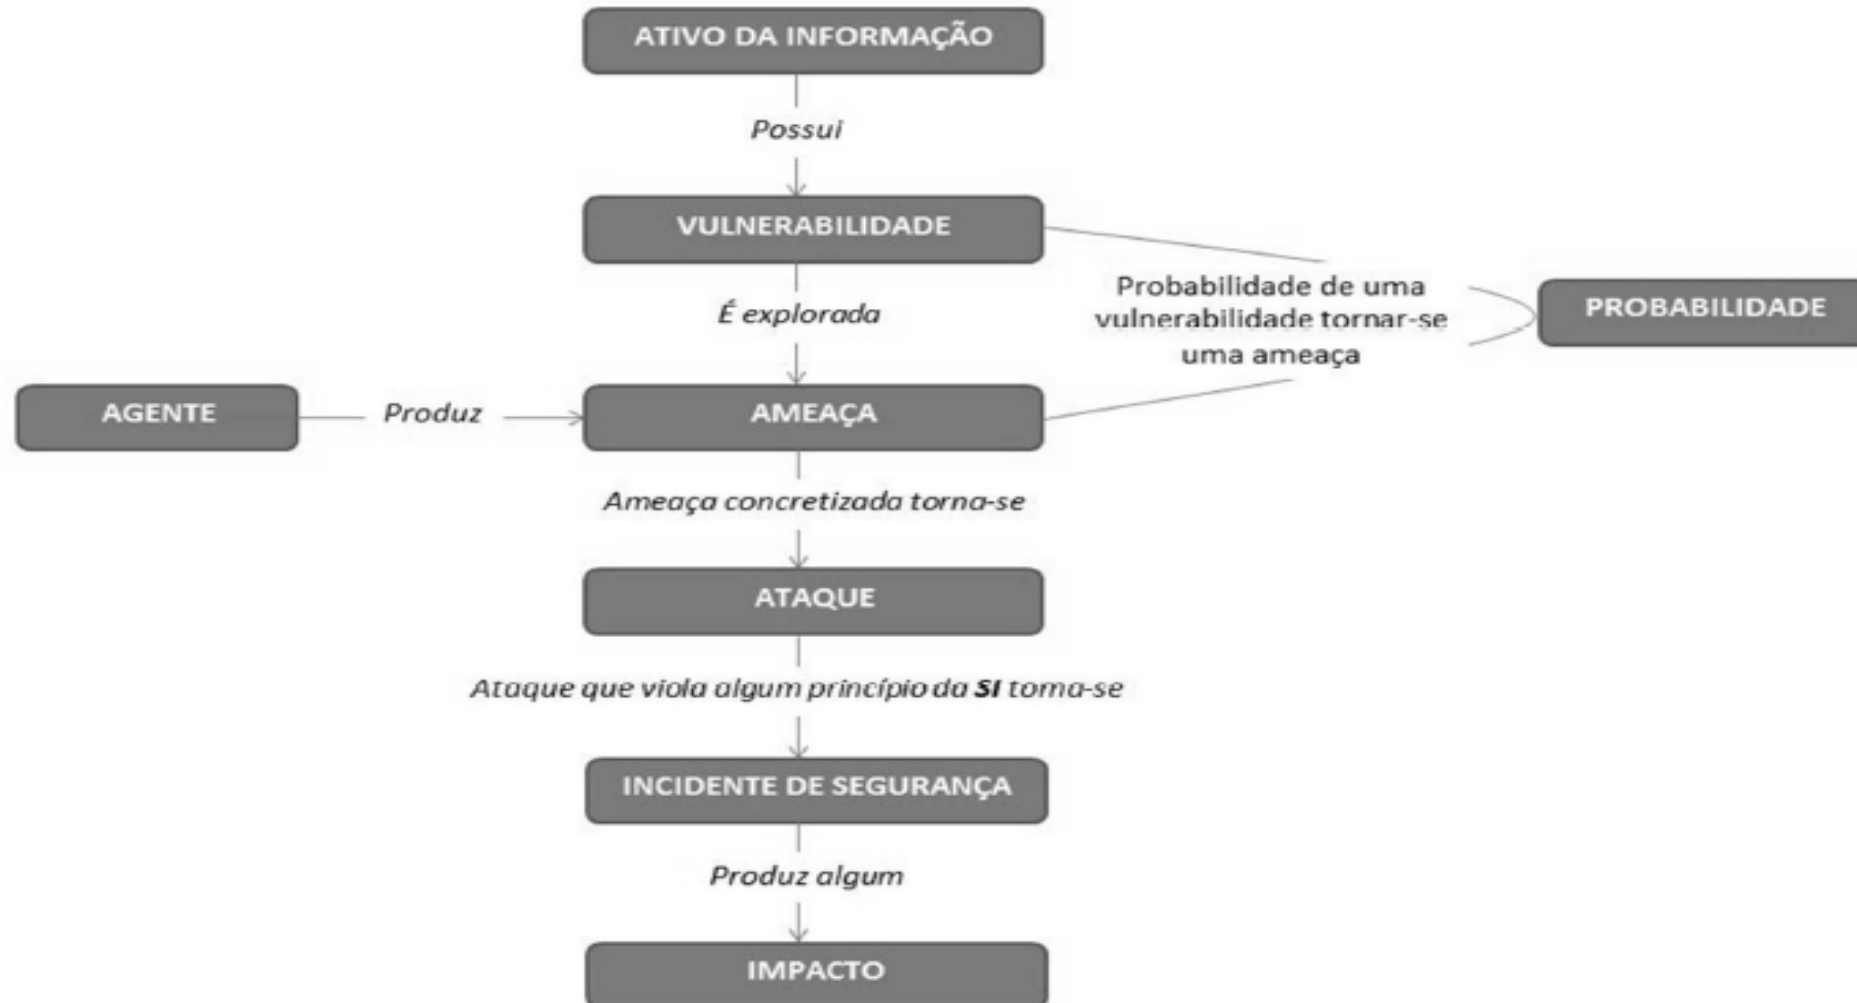 ATIVO DA INFORMAÇÃO
Possui
VULNERABILIDADE
É explorada
Probabilidade de uma
vulnerabilidade tornar-se
uma ameaça
PROBABILIDADE
AGENTE
Produz
AMEAÇA
Ameaça concretizada torna-se
ATAQUE
Ataque que viola algum princípio da SI torna-se
INCIDENTE DE SEGURANÇA
Produz algum
IMPACTO